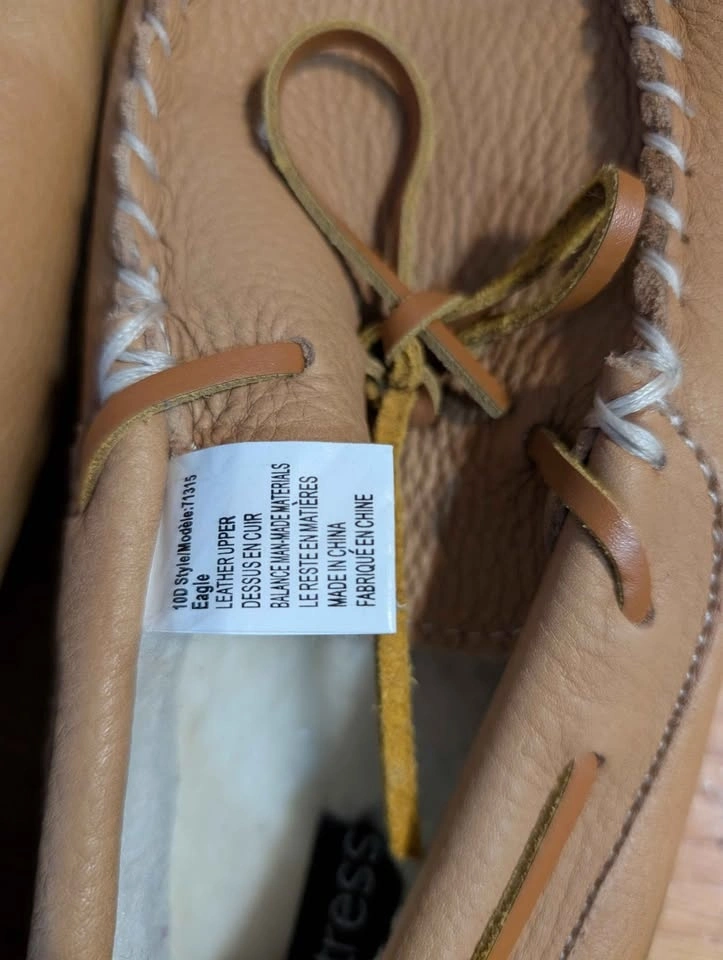 10D Style/Modèle:71315
Eagle
LEATHER UPPER
DESSUS EN CUIR
BALANCE MAN-MADE MATERIALS
LE RESTE EN MATIÈRES
MADE IN CHINA
FABRIQUÉ EN CHINE
tress